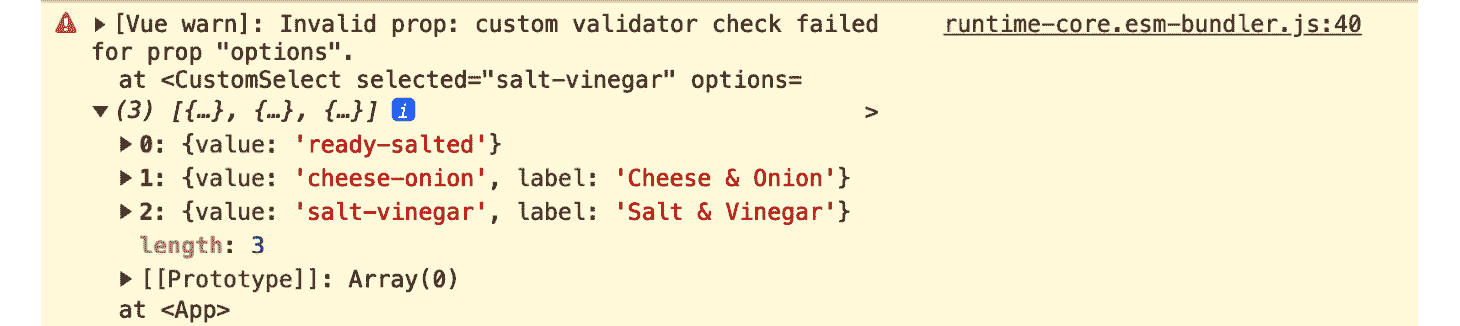 [Vue warn]: Invalid prop: custom validator check failed runtime-core.esm-bundler.js:40
for prop "options".
at <CustomSelect selected="salt-vinegar" options=
(3) [{…}, {…}, {…}] i >
0: {value: 'ready-salted'}
1: {value: 'cheese-onion', label: 'Cheese & Onion'}
2: {value: 'salt-vinegar', label: 'Salt & Vinegar'}
length: 3
[[Prototype]]: Array(0)
at <App>